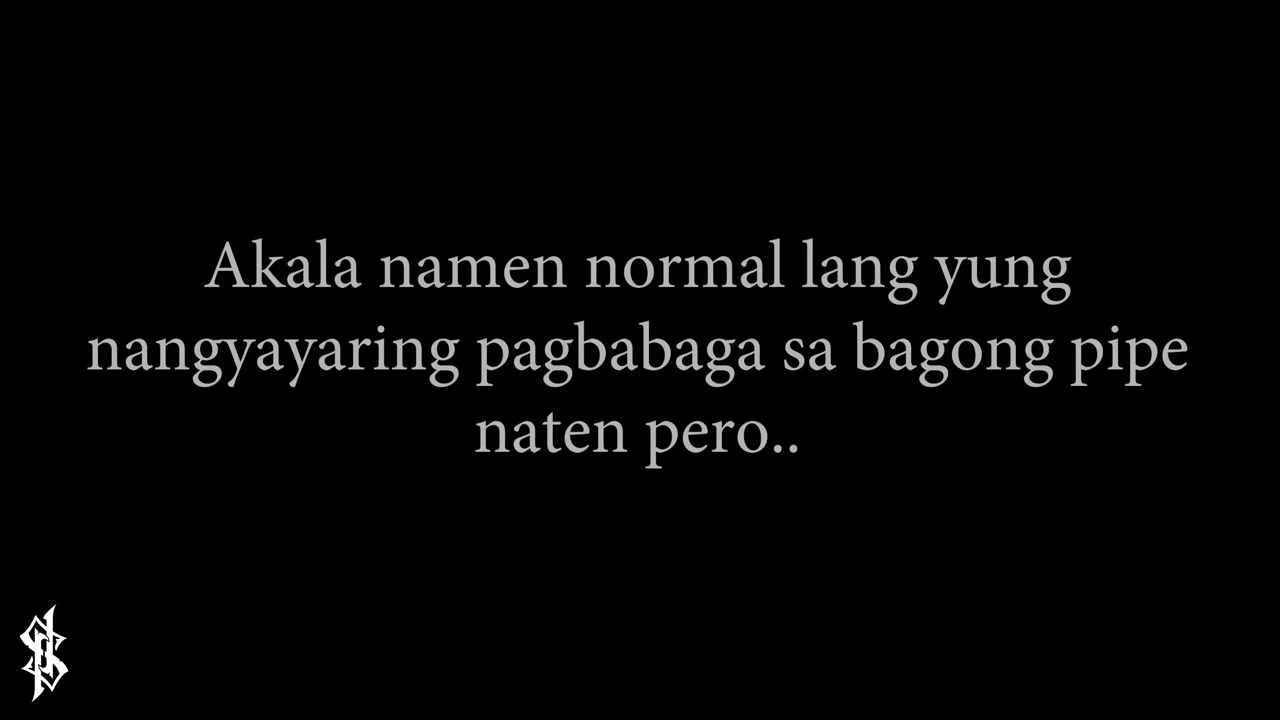 Akala namen normal lang yung
nangyayaring pagbabaga sa bagong pipe
naten pero..